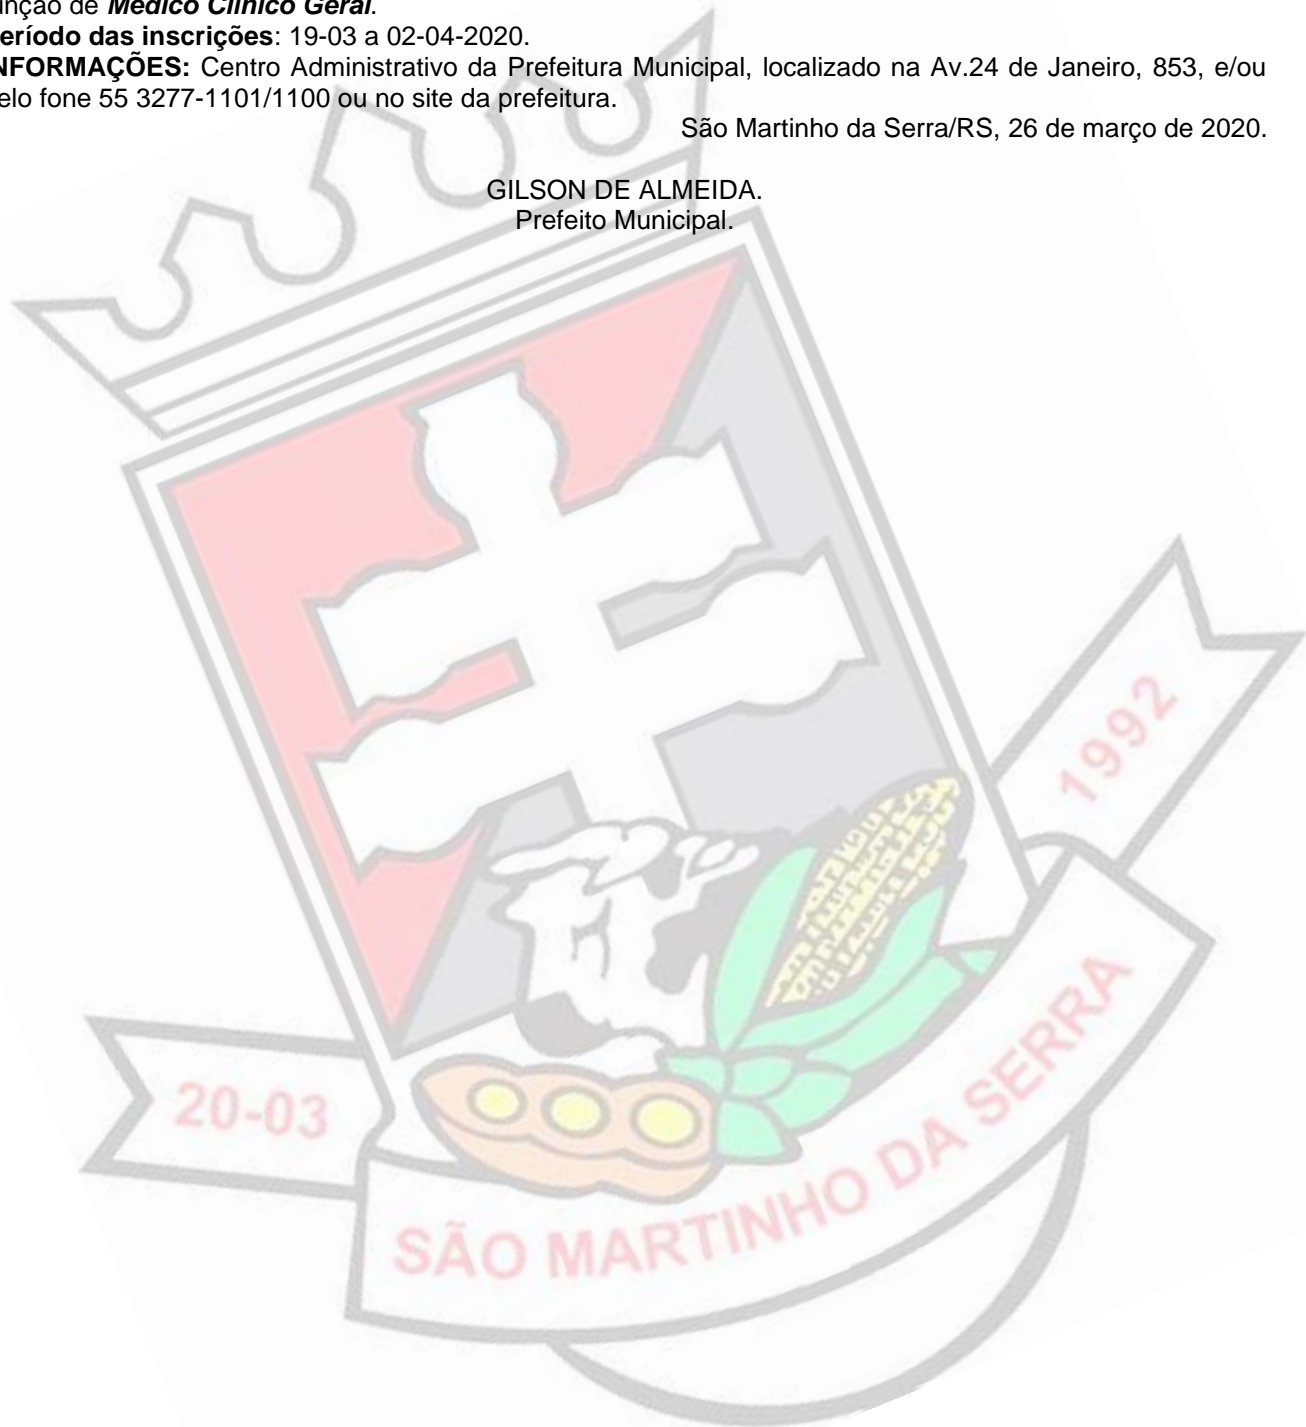 unção de Médico Clínico Geral.
eríodo das inscrições: 19-03 a 02-04-2020.
NFORMAÇÕES: Centro Administrativo da Prefeitura Municipal, localizado na Av.24 de Janeiro, 853, e/ou
elo fone 55 3277-1101/1100 ou no site da prefeitura.
São Martinho da Serra/RS, 26 de março de 2020.
GILSON DE ALMEIDA.
Prefeito Municipal.
1992
20-03
SÃO MARTINHO DA SERRA